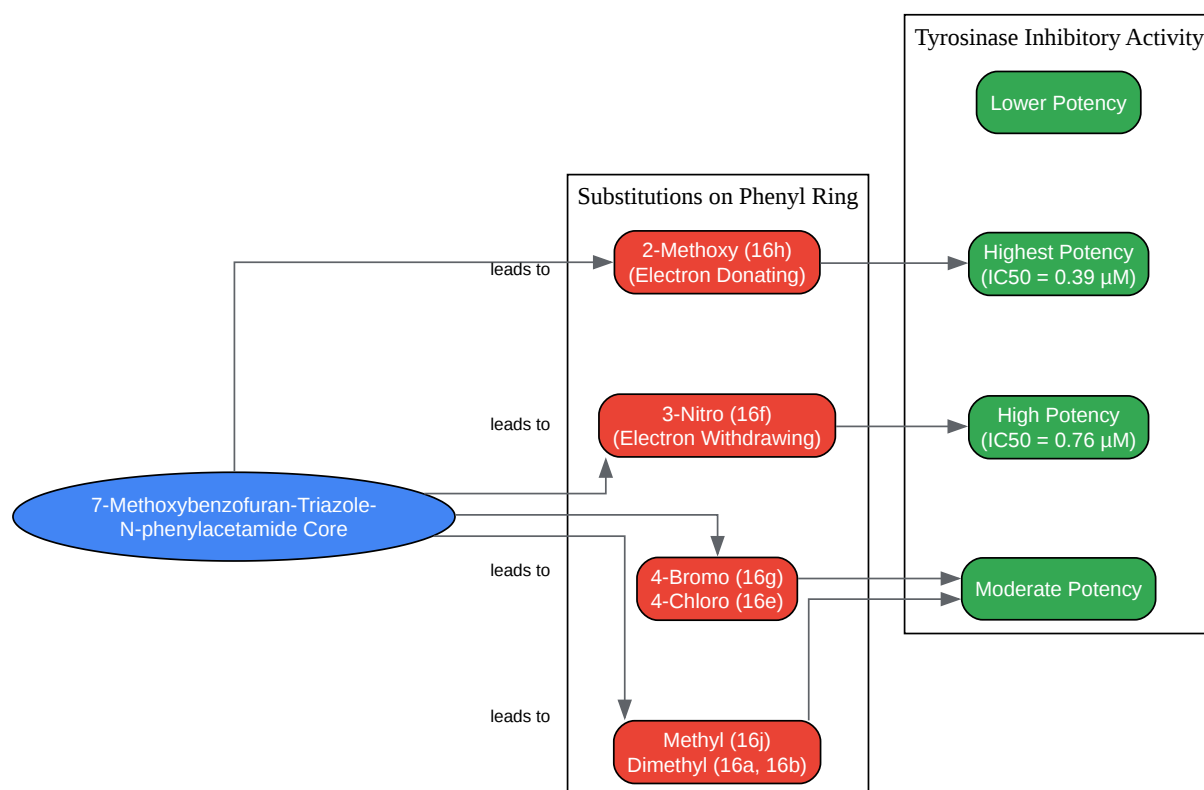 Tyrosinase Inhibitory Activity
Lower Potency
Substitutions on Phenyl Ring
2-Methoxy (16h)
(Electron Donating)
leads to
Highest Potency
(IC50 = 0.39 µM)
3-Nitro (16f)
(Electron Withdrawing)
leads to
High Potency
(IC50 = 0.76 µM)
7-Methoxybenzofuran-Triazole-
N-phenylacetamide Core
leads to
4-Bromo (16g)
4-Chloro (16e)
Moderate Potency
leads to
Methyl (16j)
Dimethyl (16a, 16b)